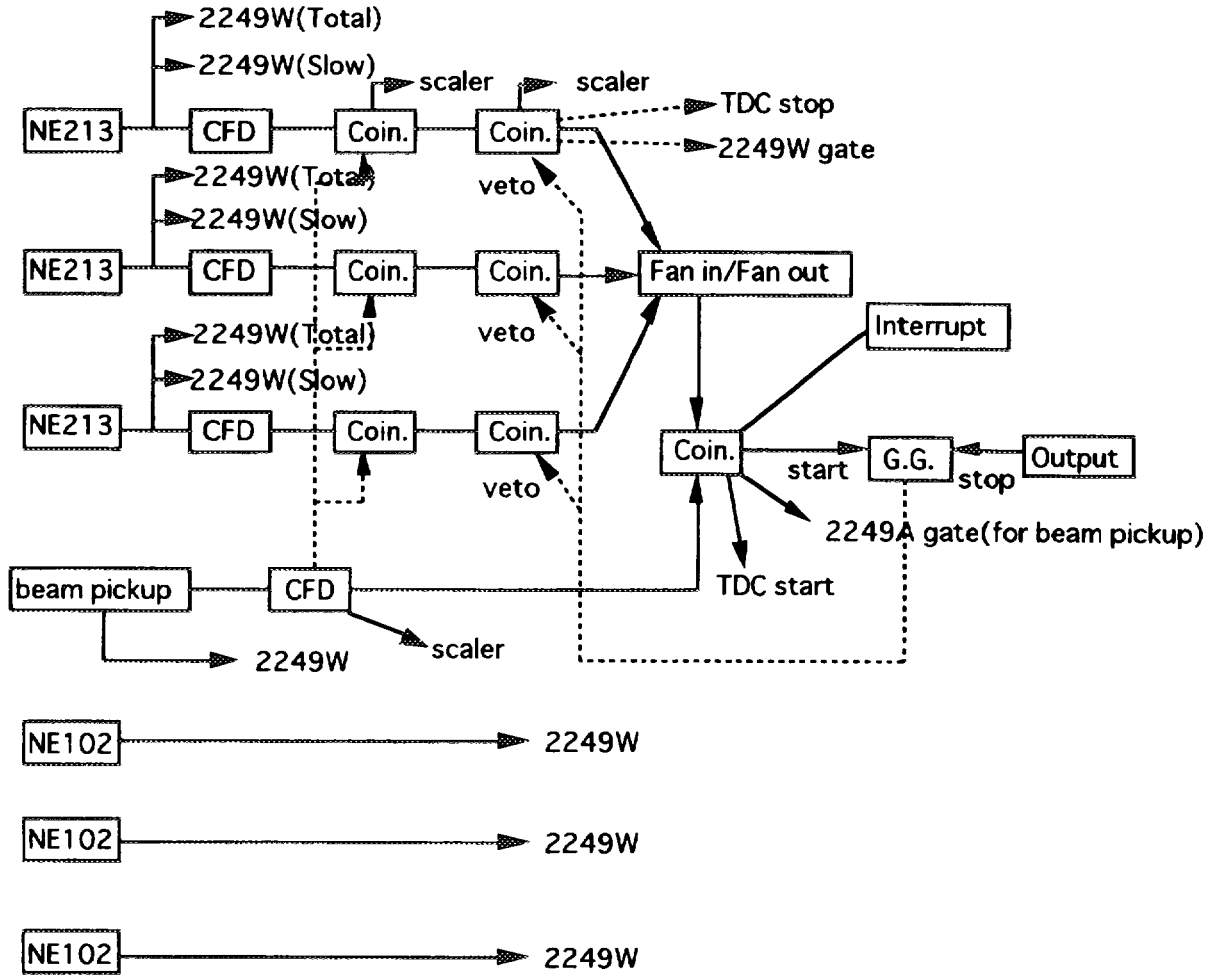 2249W(Total)
2249W(Slow)
scaler
scaler
TDC stop
NE213
CFD
Coin.
Coin.
2249W gate
2249W(Total)
veto
2249W(Slow)
NE213
CFD
Coin.
Coin.
Fan in/Fan out
2249W(Total)
veto
Interrupt
2249W(Slow)
NE213
CFD
Coin.
Coin.
Coin.
start
G.G.
stop
Output
veto
2249A gate(for beam pickup)
beam pickup
CFD
TDC start
scaler
2249W
NE102
2249W
NE102
2249W
NE102
2249W